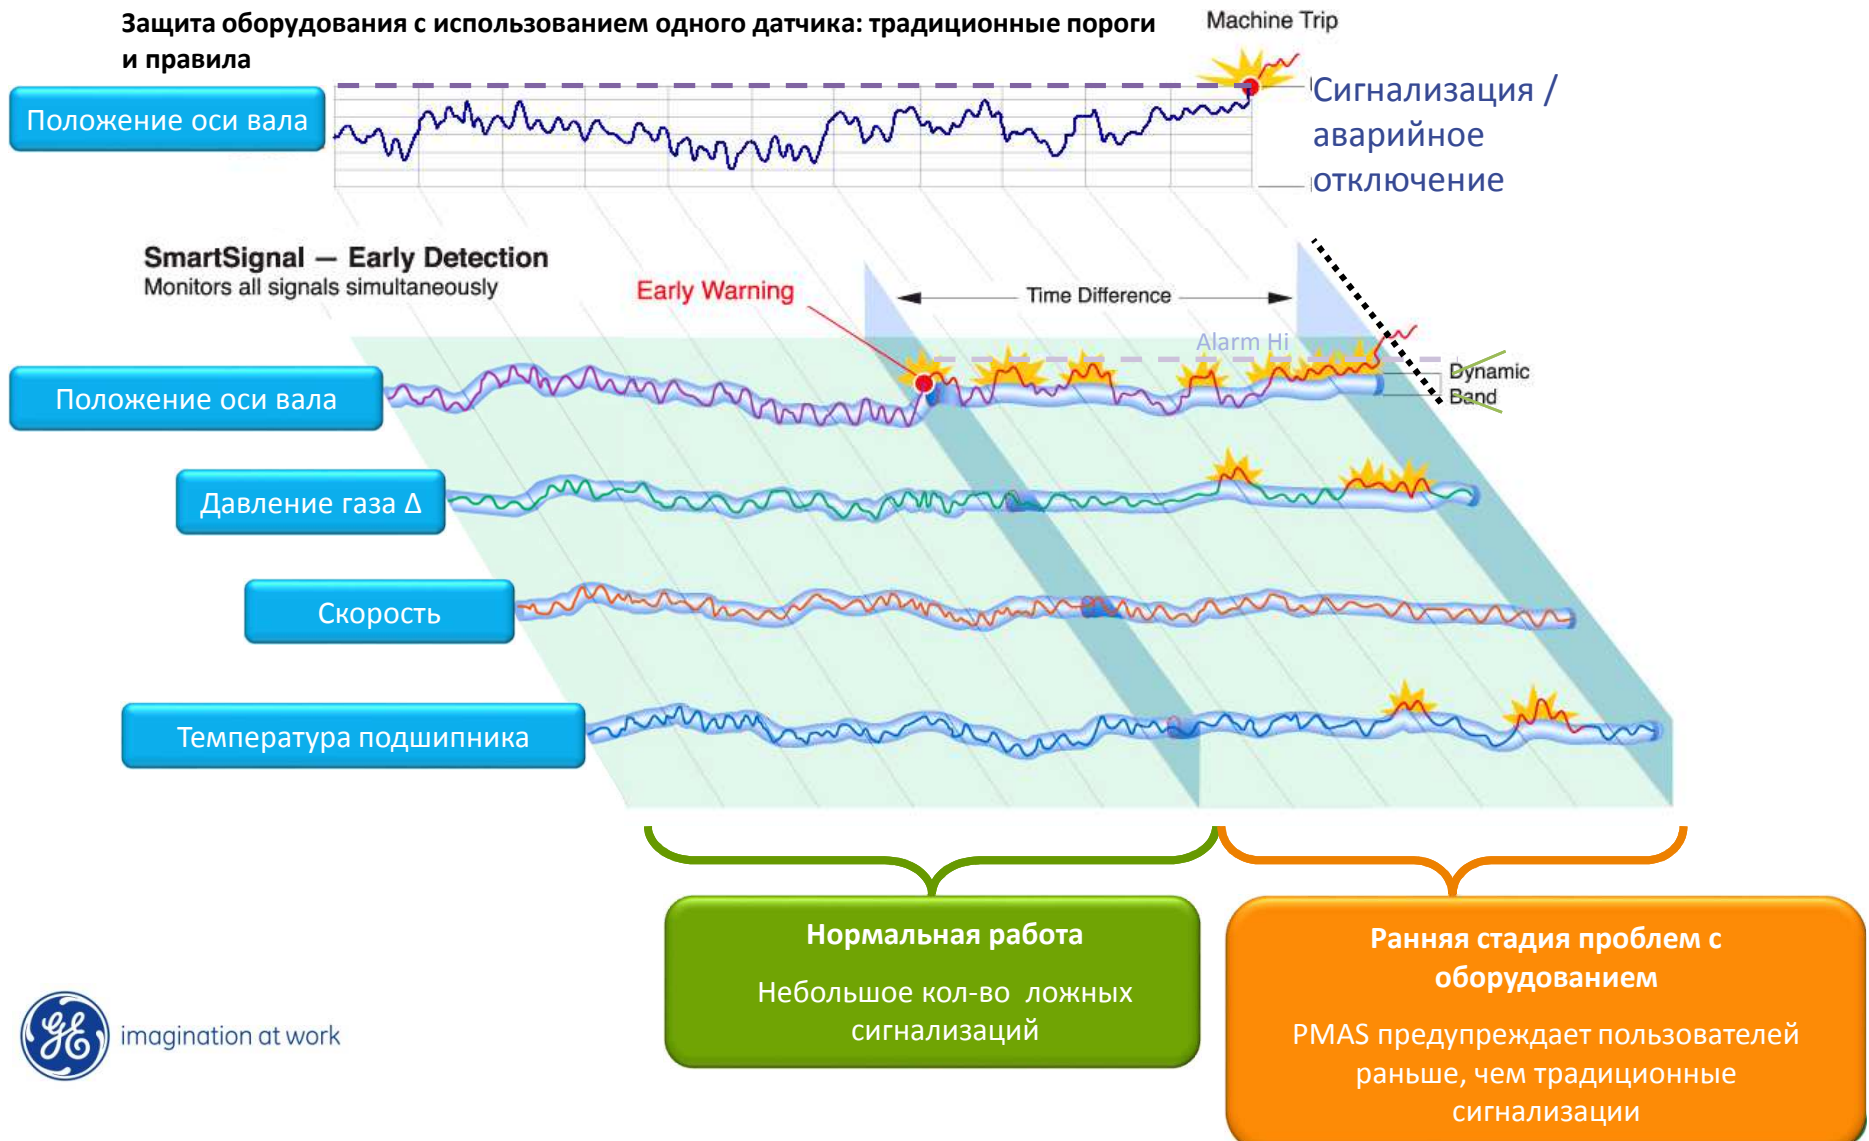 Защита оборудования с использованием одного датчика: традиционные пороги
и правила
Machine Trip
Положение оси вала
Сигнализация /
аварийное
отключение
SmartSignal — Early Detection
Monitors all signals simultaneously
Early Warning
Time Difference
Alarm Hi
Положение оси вала
Dynamic
Band
Давление газа Δ
Скорость
Температура подшипника
Нормальная работа
Небольшое кол-во ложных
сигнализаций
Ранняя стадия проблем с
оборудованием
PMAS предупреждает пользователей
раньше, чем традиционные
сигнализации
GE
imagination at work